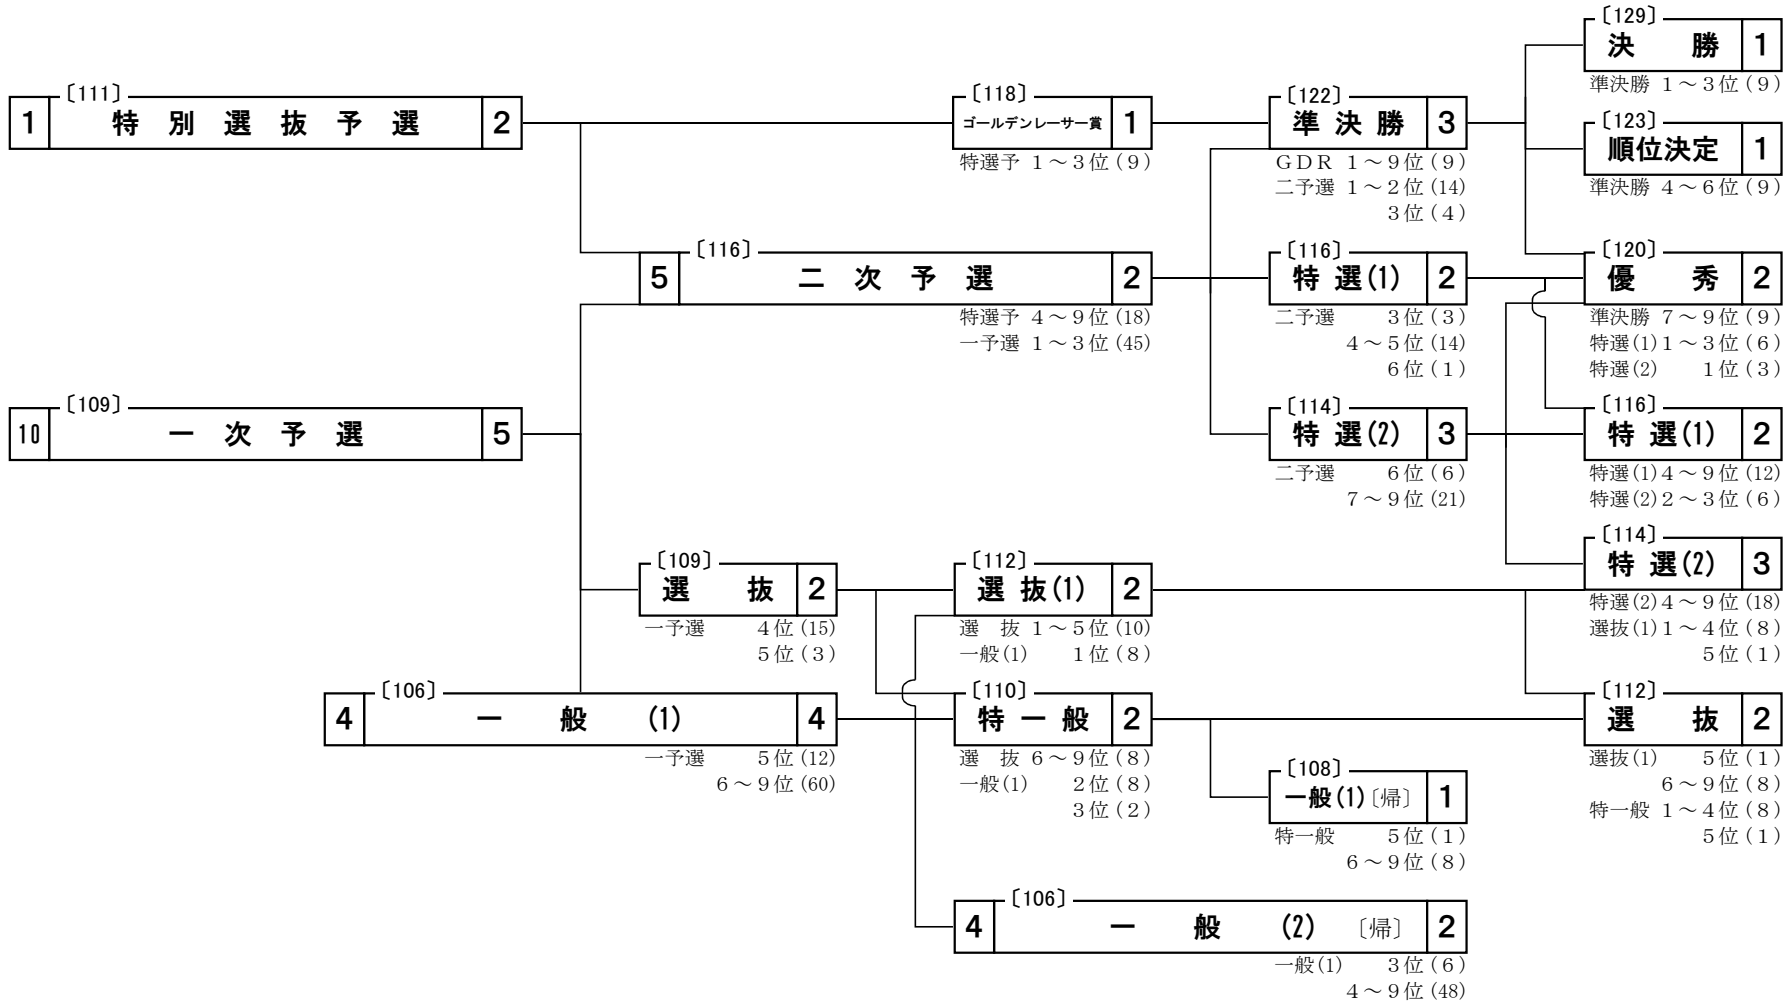 〔111〕
1 特別選抜予選 2
〔118〕
ゴールデンレーサー賞 1
特選予 1～3位(9)
〔122〕
準決勝 3
GDR 1～9位(9)
二予選 1～2位(14)
3位(4)
〔129〕
決勝 1
準決勝 1～3位(9)
〔123〕
順位決定 1
準決勝 4～6位(9)
〔116〕
5 二次予選 2
特選予 4～9位(18)
一予選 1～3位(45)
〔116〕
特選(1) 2
二予選 3位(3)
4～5位(14)
6位(1)
〔120〕
優秀 2
準決勝 7～9位(9)
特選(1)1～3位(6)
特選(2) 1位(3)
〔109〕
10 一次予選 5
〔114〕
特選(2) 3
二予選 6位(6)
7～9位(21)
〔116〕
特選(1) 2
特選(1)4～9位(12)
特選(2)2～3位(6)
〔109〕
選抜 2
一予選 4位(15)
5位(3)
〔112〕
選抜(1) 2
選 抜 1～5位(10)
一般(1) 1位(8)
〔114〕
特選(2) 3
特選(2)4～9位(18)
選抜(1)1～4位(8)
5位(1)
〔106〕
4 一般(1) 4
一予選 5位(12)
6～9位(60)
〔110〕
特一般 2
選 抜 6～9位(8)
一般(1) 2位(8)
3位(2)
〔108〕
一般(1)〔帰〕 1
特一般 5位(1)
6～9位(8)
〔112〕
選抜 2
選抜(1) 5位(1)
6～9位(8)
特一般 1～4位(8)
5位(1)
〔106〕
4 一般(2) 〔帰〕 2
一般(1) 3位(6)
4～9位(48)